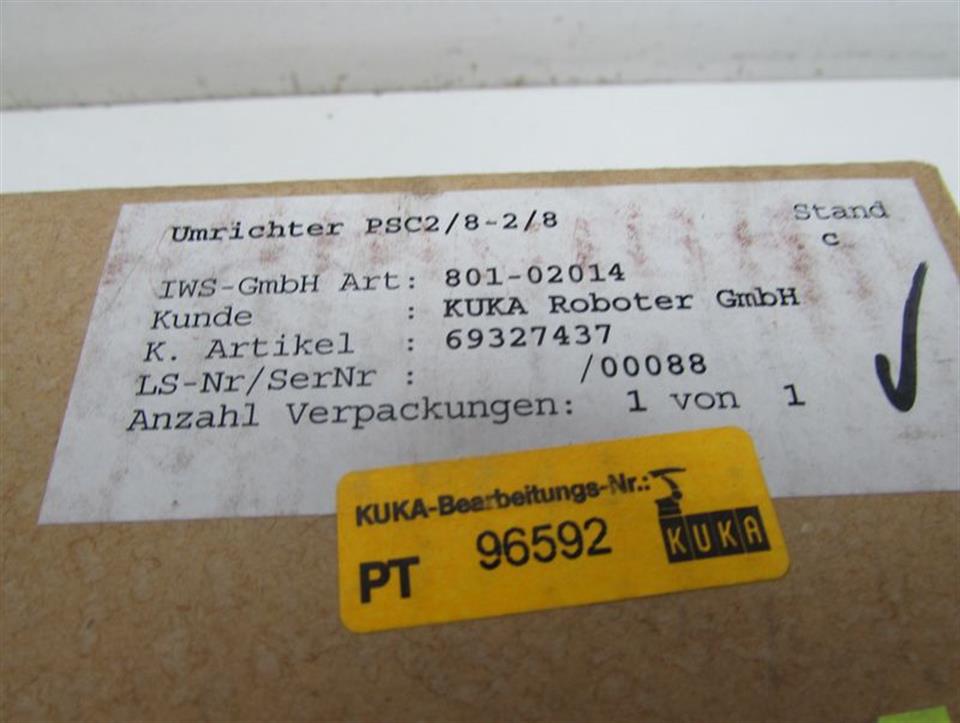 Umrichter PSC2/8-2/8 Stand
c
IWS-GmbH Art: 801-02014
Kunde : KUKA Roboter GmbH
K. Artikel : 69327437
LS-Nr/SerNr : /00088
Anzahl Verpackungen: 1 von 1
KUKA-Bearbeitungs-Nr.:
PT 96592 KUKA